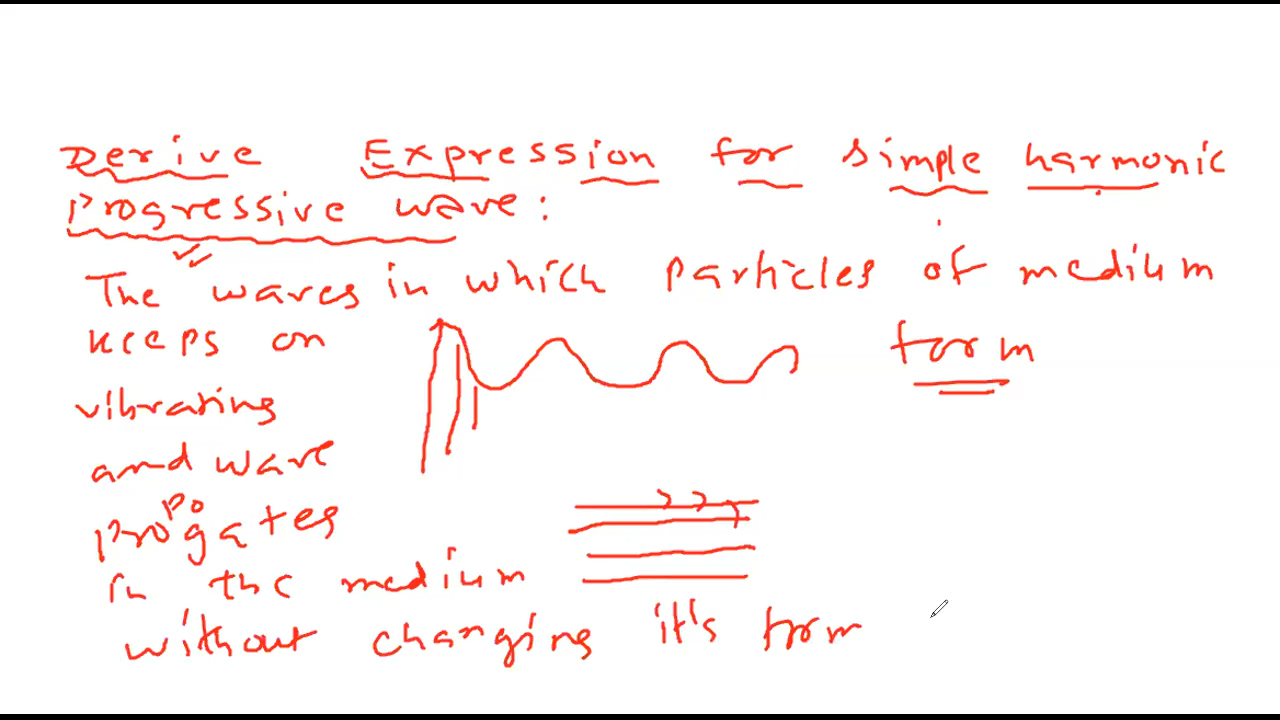 Derive Expression for simple harmonic
progressive wave:
The waves in which particles of medium
keeps on
form
vibrating
and wave
propogates
in the medium
without changing it's form